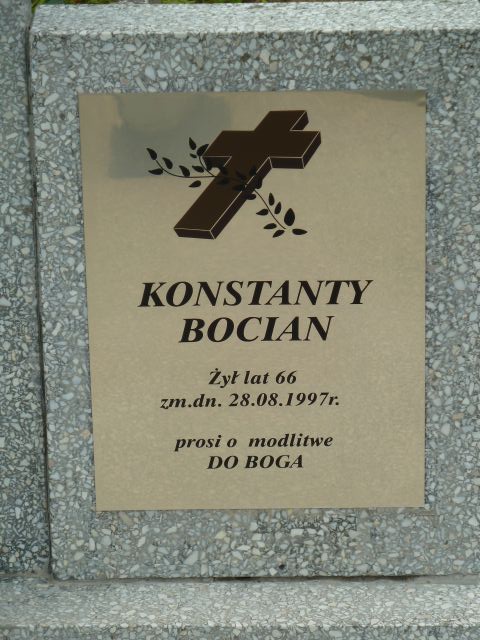 KONSTANTY
BOCIAN
Żył lat 66
zm.dn. 28.08.1997r.
prosi o modlitwe
DO BOGA